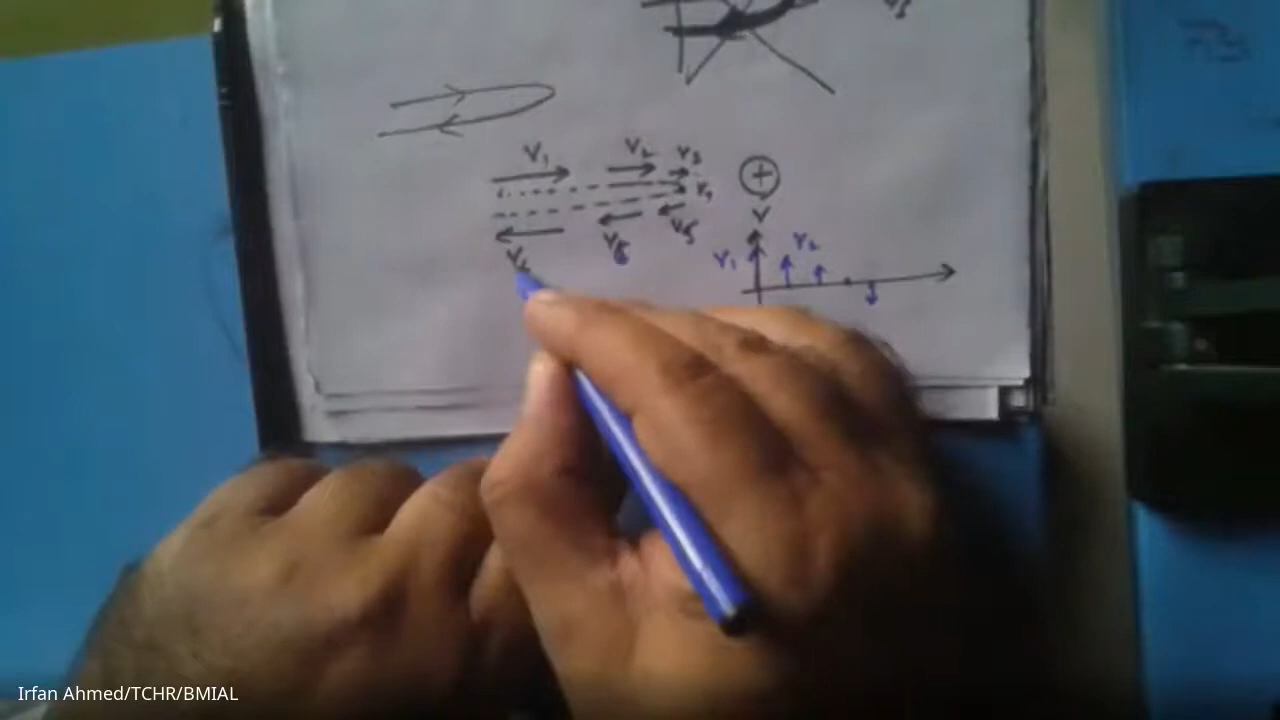 V₁ V₂ V₃
+
V₄
V₅
V
V₆
V₁ V₂
Irfan Ahmed/TCHR/BMIAL